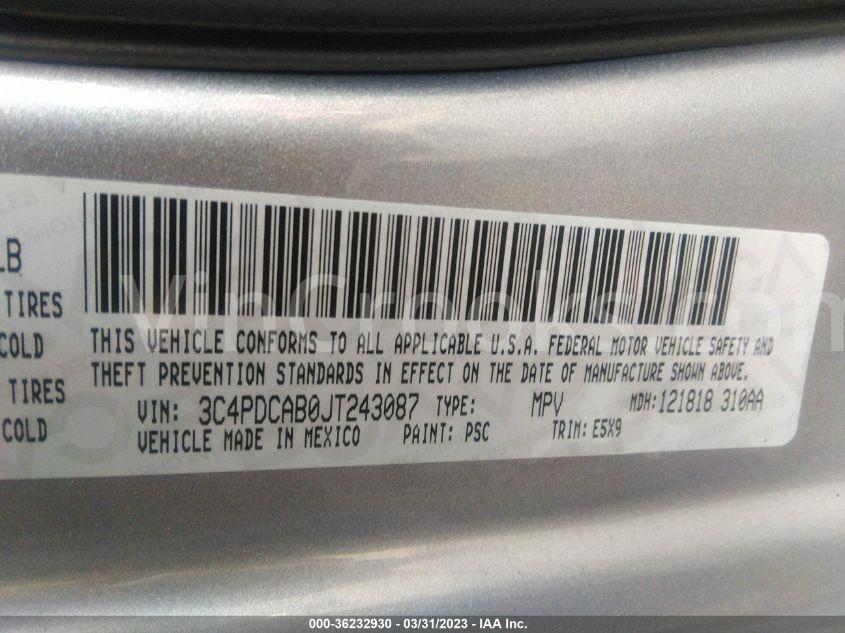 LB
TIRES
COLD
TIRES
COLD
THIS VEHICLE CONFORMS TO ALL APPLICABLE U.S.A. FEDERAL MOTOR VEHICLE SAFETY AND
THEFT PREVENTION STANDARDS IN EFFECT ON THE DATE OF MANUFACTURE SHOWN ABOVE.
VIN: 3C4PDCAB0JT243087 TYPE: MPV MDH: 121818 310AA
VEHICLE MADE IN MEXICO PAINT: PSC TRIM: E5X9
VinCrooks.com
000-36232930 - 03/31/2023 - IAA Inc.